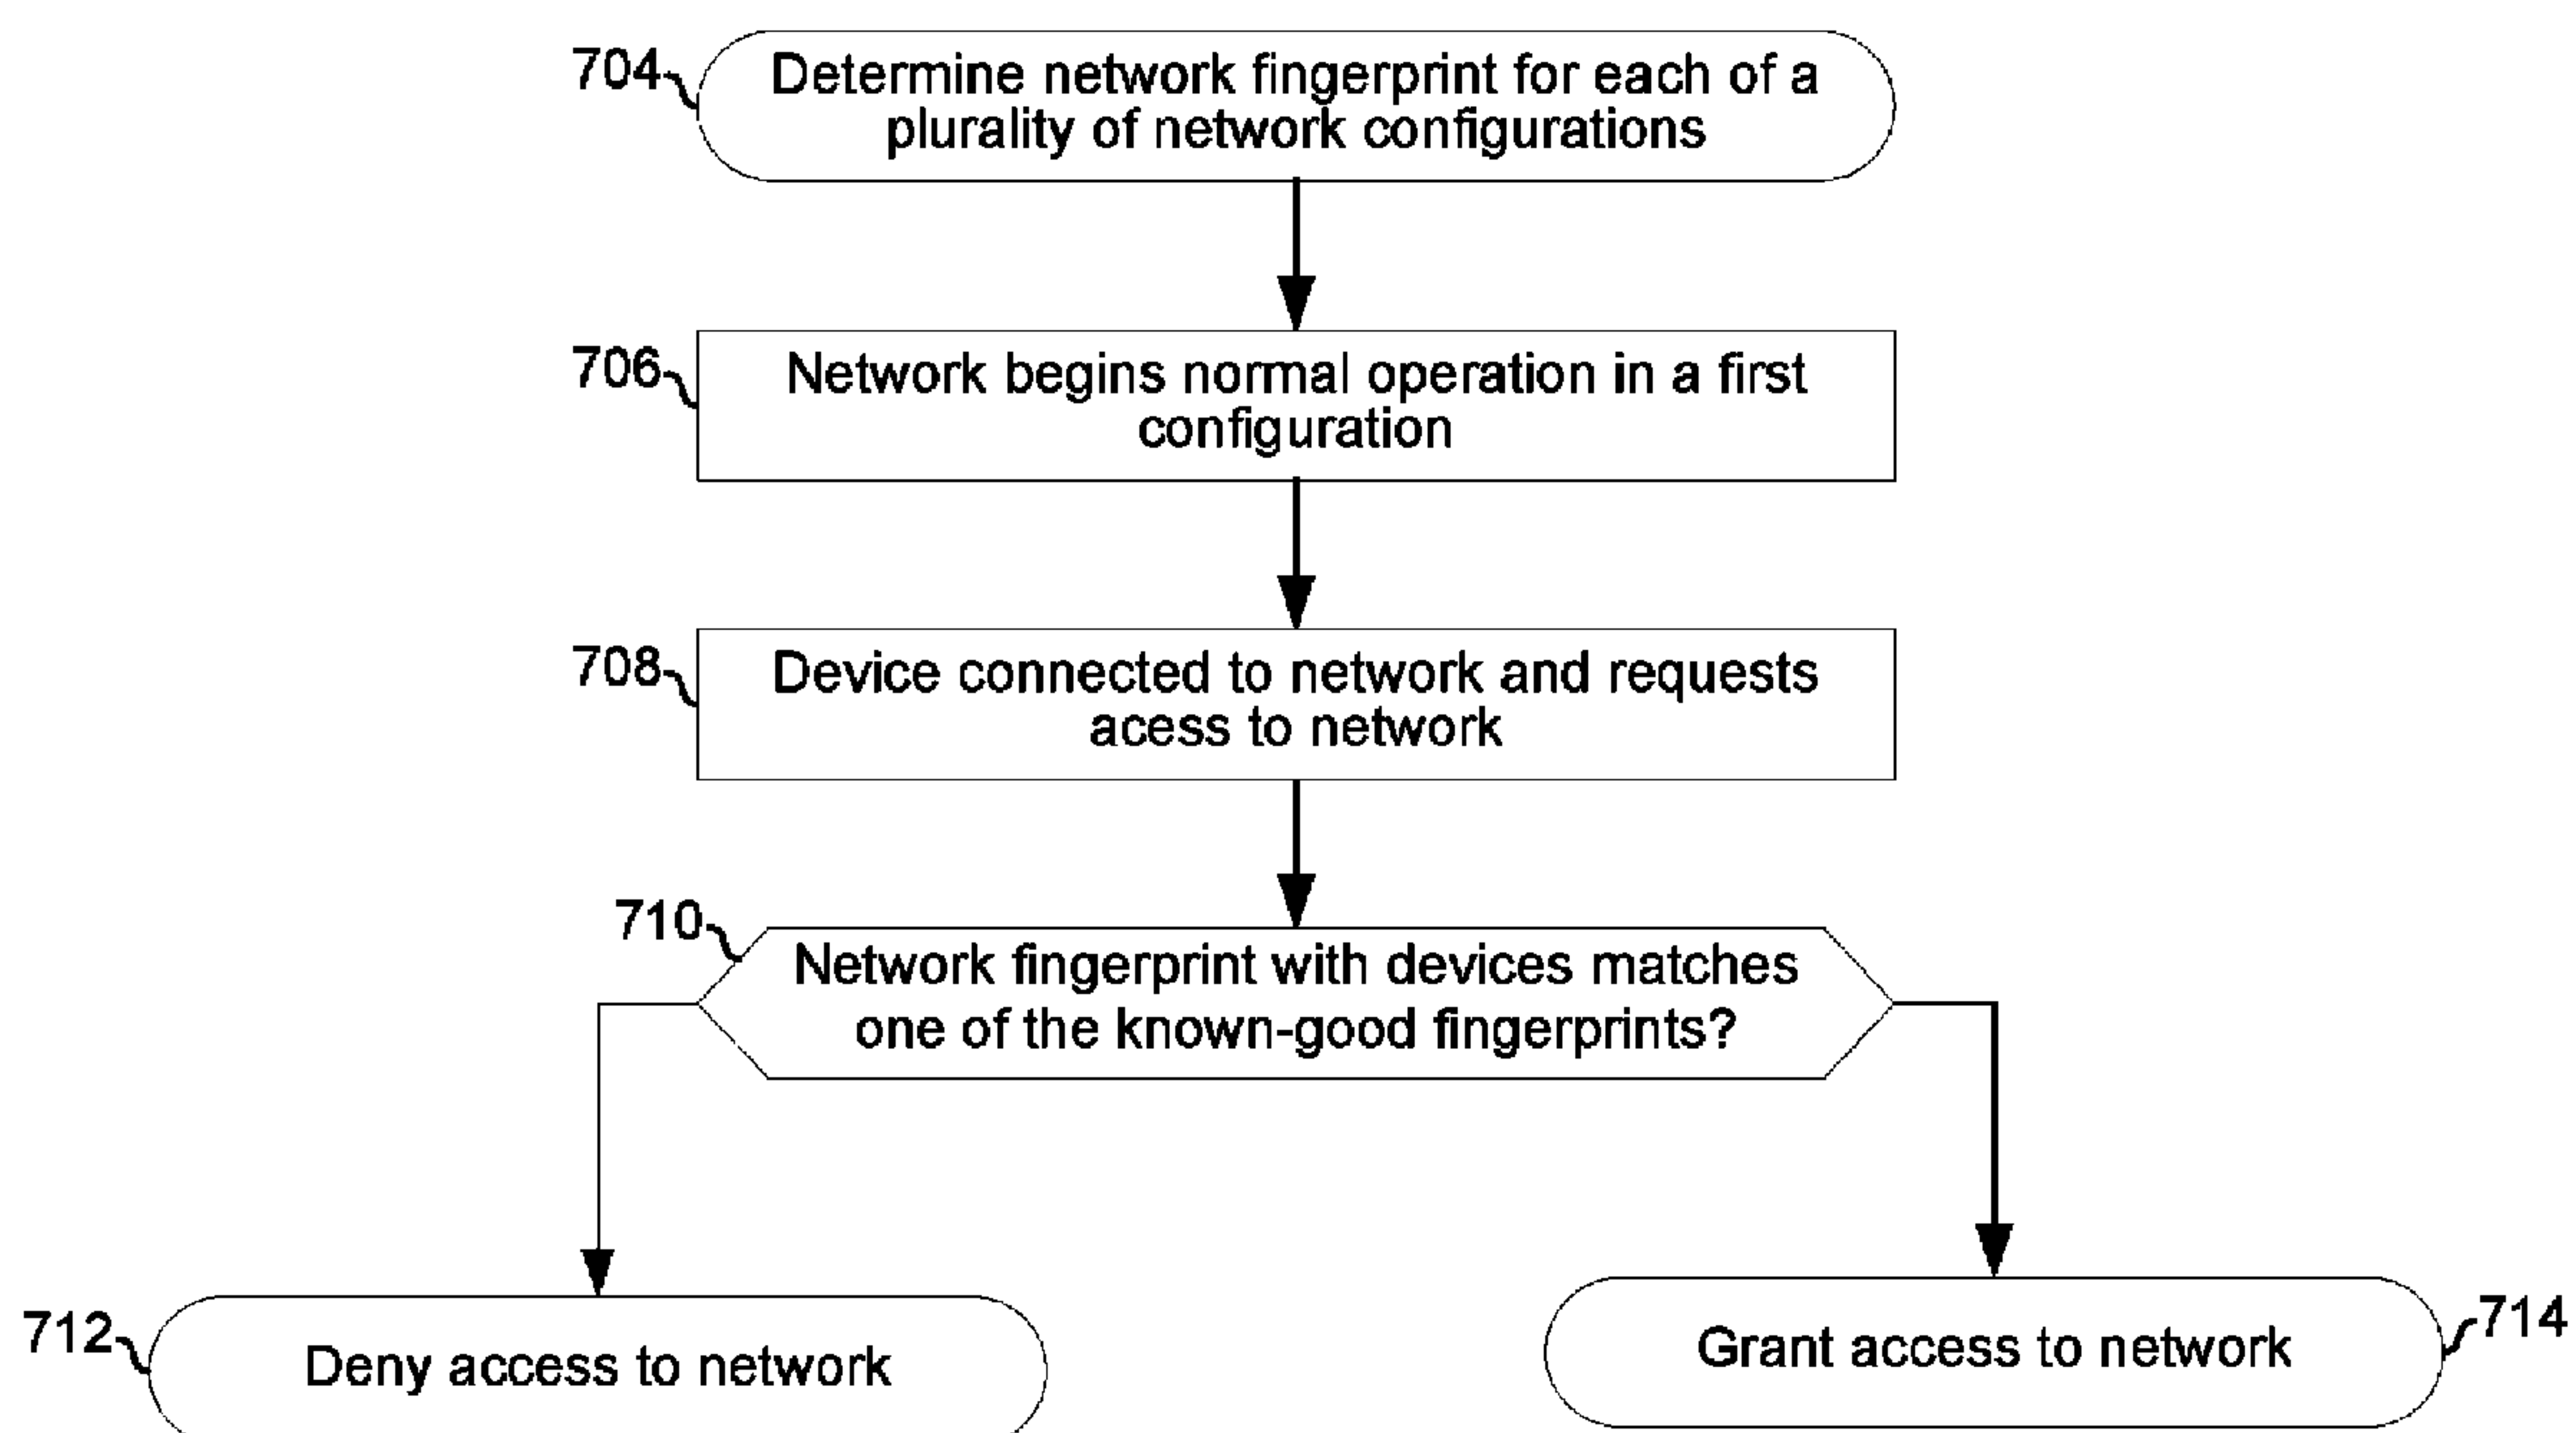 704
Determine network fingerprint for each of a
plurality of network configurations
706
Network begins normal operation in a first
configuration
708
Device connected to network and requests
acess to network
710
Network fingerprint with devices matches
one of the known-good fingerprints?
712
Deny access to network
Grant access to network
714